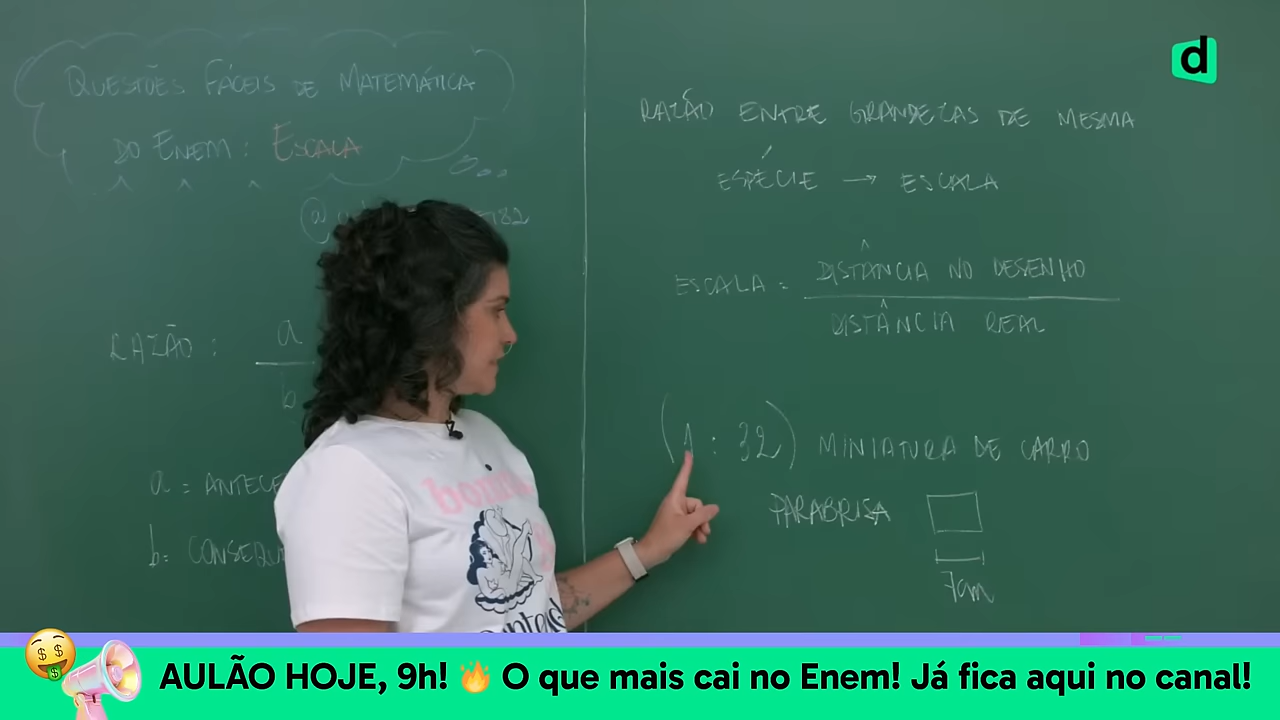 QUESTÕES FÁCEIS DE MATEMÁTICA
DO ENEM: ESCALA
182
RAZÃO: a
b
a = ANTECE
b: CONSEQU
d
RAZÃO ENTRE GRANDEZAS DE MESMA
ESPÉCIE → ESCALA
ESCALA = DISTÂNCIA NO DESENHO
DISTÂNCIA REAL
(1 : 32) MINIATURA DE CARRO
PARABRISA
7cm
AULÃO HOJE, 9h! 🔥 O que mais cai no Enem! Já fica aqui no canal!